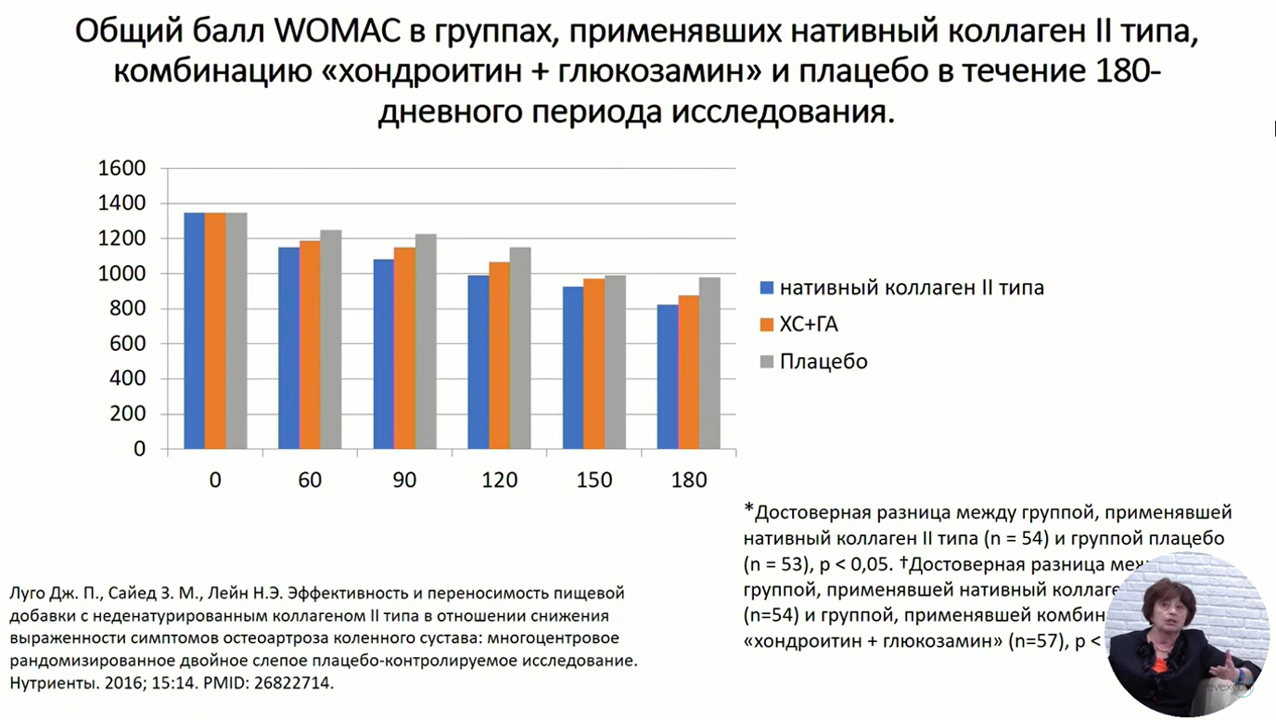 Общий балл WOMAC в группах, применявших нативный коллаген II типа,
комбинацию «хондроитин + глюкозамин» и плацебо в течение 180-
дневного периода исследования.
1600
1400
1200
1000
800
600
400
200
0
0 60 90 120 150 180
нативный коллаген II типа
ХС+ГА
Плацебо
*Достоверная разница между группой, применявшей
нативный коллаген II типа (n = 54) и группой плацебо
(n = 53), p < 0,05. †Достоверная разница
группой, применявшей нативный
(n=54) и группой, применявшей
«хондроитин + глюкозамин» (n=57), p <
Луго Дж. П., Сайед З. М., Лейн Н.Э. Эффективность и переносимость пищевой
добавки с неденатурированным коллагеном II типа в отношении снижения
выраженности симптомов остеоартроза коленного сустава: многоцентровое
рандомизированное двойное слепое плацебо-контролируемое исследование.
Нутриенты. 2016; 15:14. PMID: 26822714.